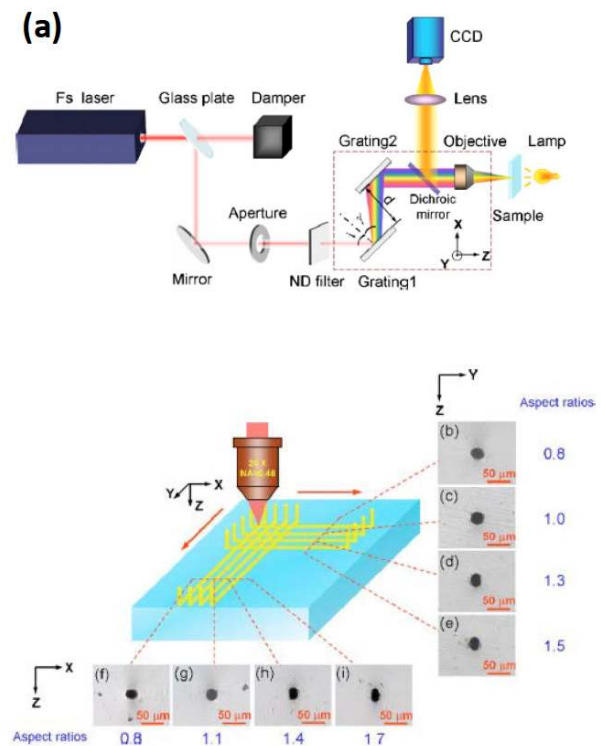 (a)
CCD
Fs laser
Glass plate
Damper
Lens
Grating2
Objective
Lamp
Aperture
d
γ
Dichroic
mirror
Sample
X
Y
Z
Mirror
ND filter
Grating1
Y
Z
Aspect ratios
(b)
50 μm
0.8
(c)
50 μm
1.0
(d)
50 μm
1.3
(e)
50 μm
1.5
20 X
Y
X
Z
X
Z
(f)
50 μm
(g)
50 μm
(h)
50 μm
(i)
50 μm
Aspect ratios
0.8
1.1
1.4
1.7